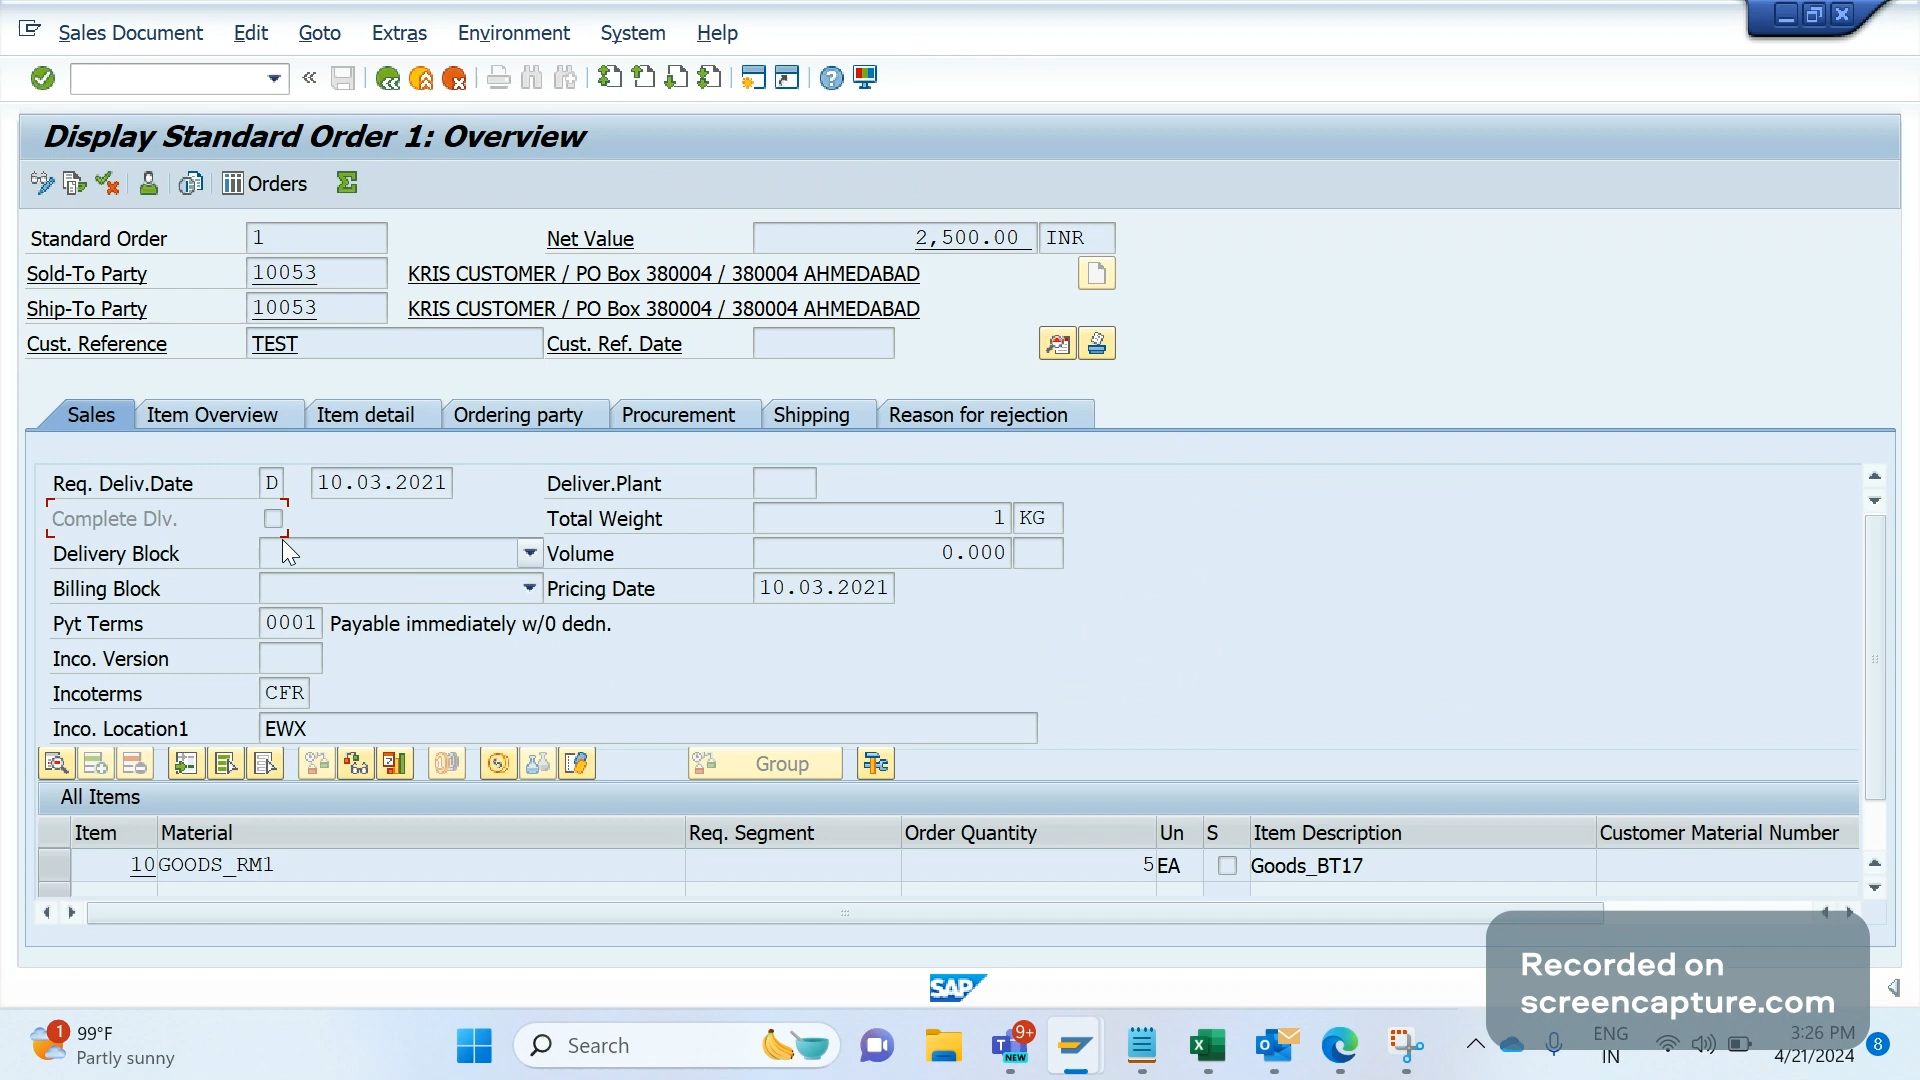 Sales Document Edit Goto Extras Environment System Help
Display Standard Order 1: Overview
Orders
Standard Order 1 Net Value 2,500.00 INR
Sold-To Party 10053 KRIS CUSTOMER / PO Box 380004 / 380004 AHMEDABAD
Ship-To Party 10053 KRIS CUSTOMER / PO Box 380004 / 380004 AHMEDABAD
Cust. Reference TEST Cust. Ref. Date
Sales Item Overview Item detail Ordering party Procurement Shipping Reason for rejection
Req. Deliv.Date D 10.03.2021 Deliver.Plant
Complete Dlv. Total Weight 1 KG
Delivery Block Volume 0.000
Billing Block Pricing Date 10.03.2021
Pyt Terms 0001 Payable immediately w/0 dedn.
Inco. Version
Incoterms CFR
Inco. Location1 EWX
Group
All Items
Item Material Req. Segment Order Quantity Un S Item Description Customer Material Number
10 GOODS_RM1 5 EA Goods_BT17
SAP
Recorded on
screencapture.com
1 99°F
Partly sunny
Search
9+
T NEW
ENG
IN
3:26 PM
4/21/2024
8